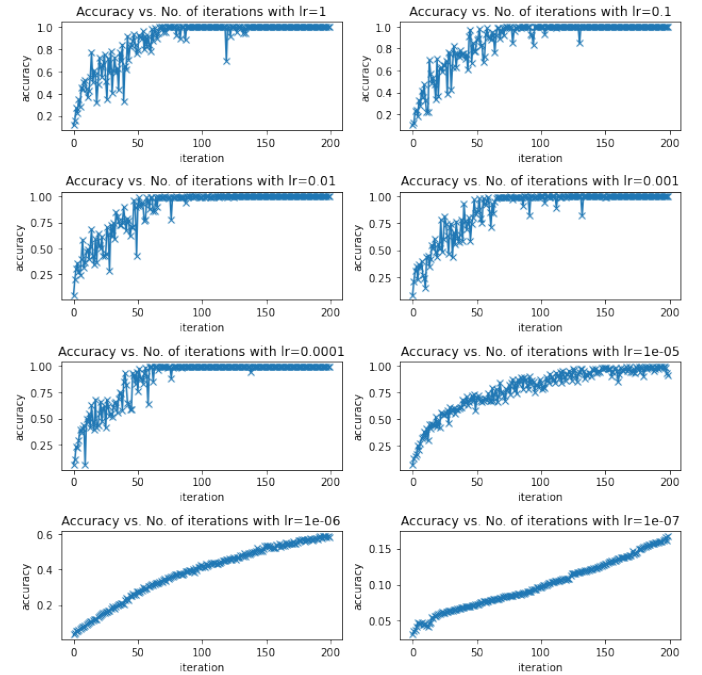 Accuracy vs. No. of iterations with lr=1
1.0
0.8
0.6
0.4
0.2
accuracy
0 50 100 150 200
iteration
Accuracy vs. No. of iterations with lr=0.1
1.0
0.8
0.6
0.4
0.2
accuracy
0 50 100 150 200
iteration
Accuracy vs. No. of iterations with lr=0.01
1.00
0.75
0.50
0.25
accuracy
0 50 100 150 200
iteration
Accuracy vs. No. of iterations with lr=0.001
1.00
0.75
0.50
0.25
accuracy
0 50 100 150 200
iteration
Accuracy vs. No. of iterations with lr=0.0001
1.00
0.75
0.50
0.25
accuracy
0 50 100 150 200
iteration
Accuracy vs. No. of iterations with lr=1e-05
1.00
0.75
0.50
0.25
accuracy
0 50 100 150 200
iteration
Accuracy vs. No. of iterations with lr=1e-06
0.6
0.4
0.2
accuracy
0 50 100 150 200
iteration
Accuracy vs. No. of iterations with lr=1e-07
0.15
0.10
0.05
accuracy
0 50 100 150 200
iteration